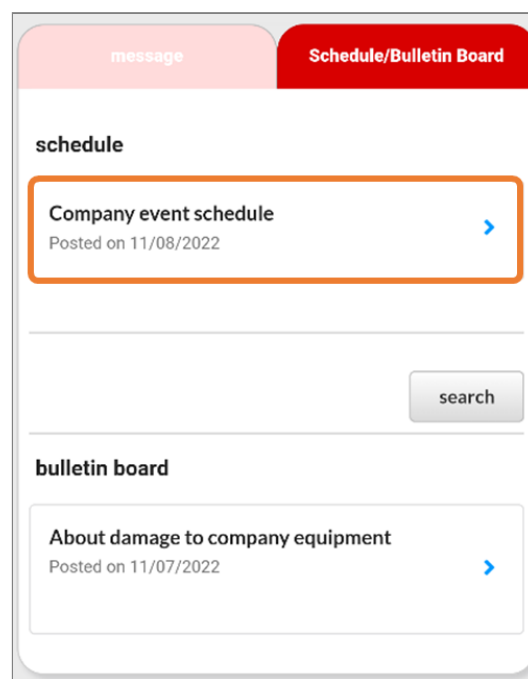 message
Schedule/Bulletin Board
schedule
Company event schedule
Posted on 11/08/2022
search
bulletin board
About damage to company equipment
Posted on 11/07/2022